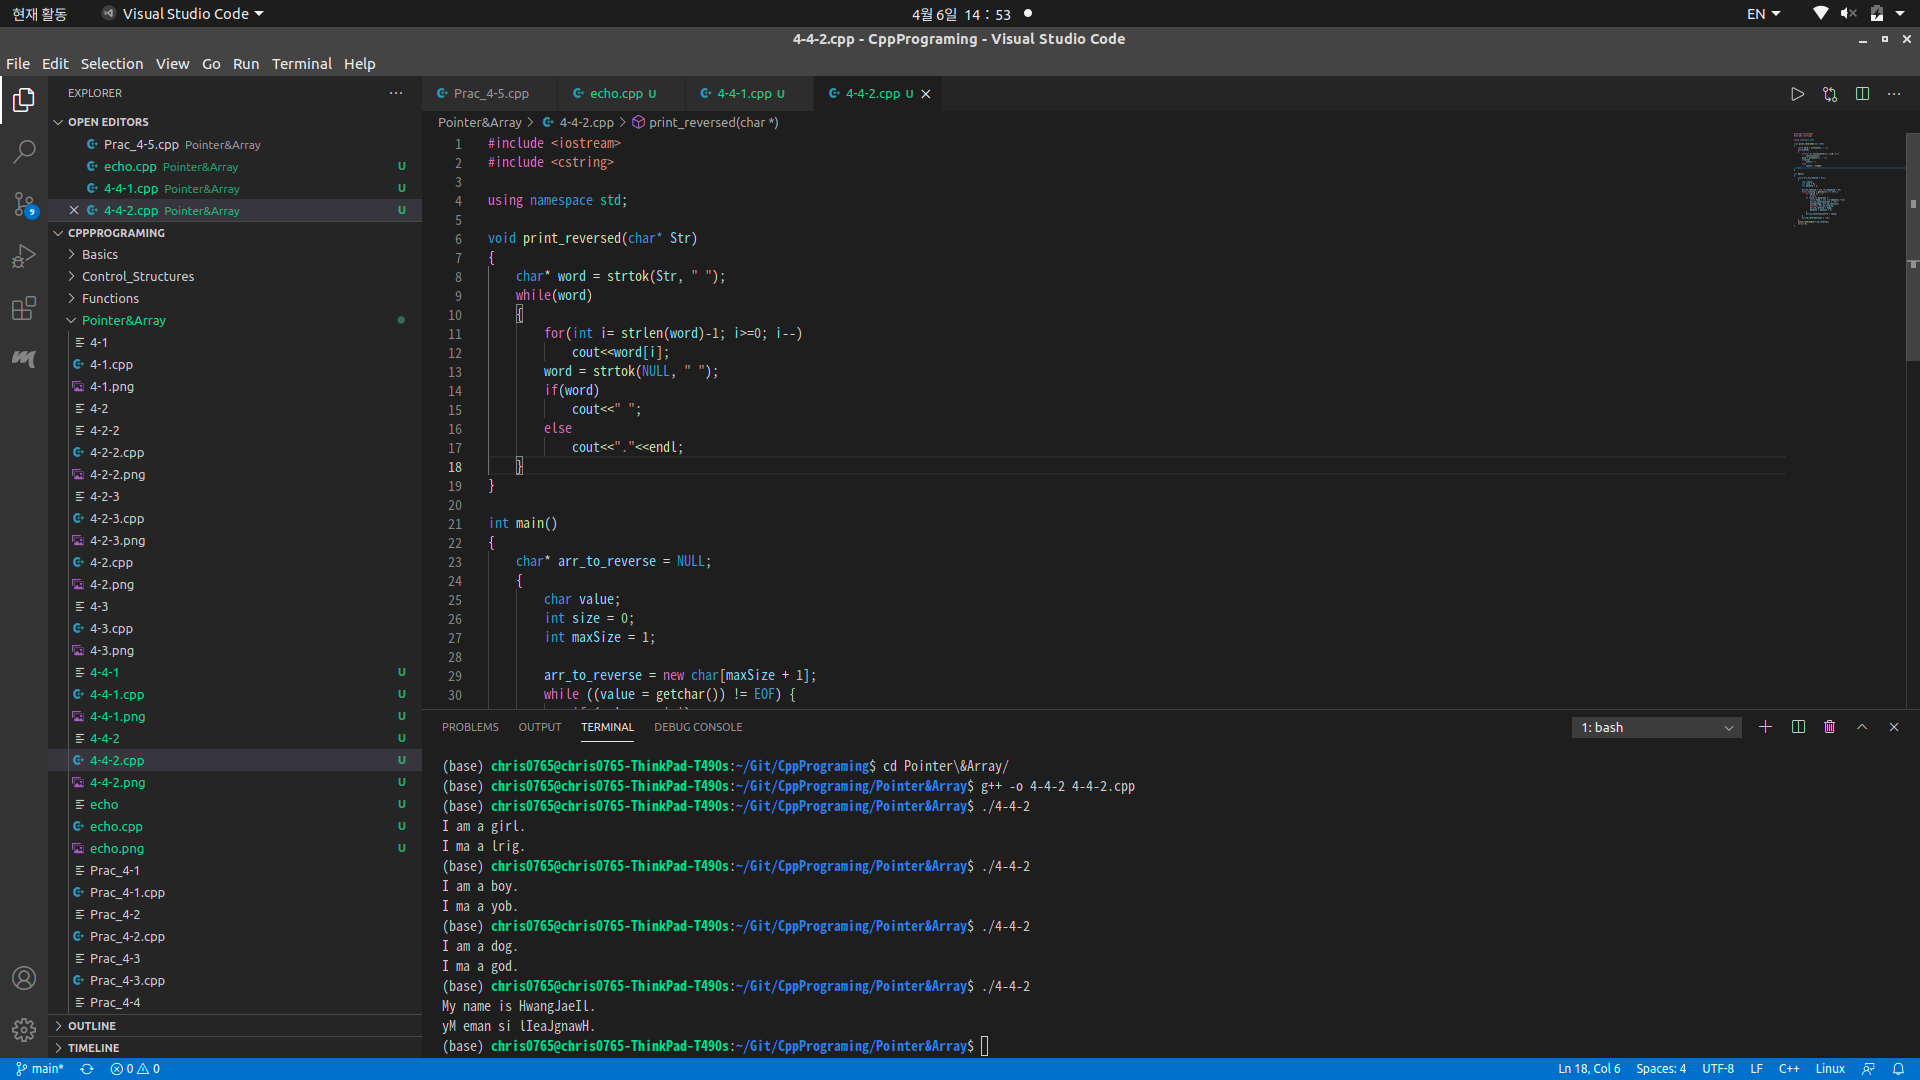 현재 활동
Visual Studio Code
4월 6일 14 : 53
EN
4-4-2.cpp - CppPrograming - Visual Studio Code
File Edit Selection View Go Run Terminal Help
EXPLORER
OPEN EDITORS
Prac_4-5.cpp Pointer&Array
echo.cpp Pointer&Array U
4-4-1.cpp Pointer&Array U
4-4-2.cpp Pointer&Array U
9
CPPPROGRAMING
Basics
Control_Structures
Functions
Pointer&Array
4-1
4-1.cpp
4-1.png
4-2
4-2-2
4-2-2.cpp
4-2-2.png
4-2-3
4-2-3.cpp
4-2-3.png
4-2.cpp
4-2.png
4-3
4-3.cpp
4-3.png
4-4-1 U
4-4-1.cpp U
4-4-1.png U
4-4-2 U
4-4-2.cpp U
4-4-2.png U
echo U
echo.cpp U
echo.png U
Prac_4-1
Prac_4-1.cpp
Prac_4-2
Prac_4-2.cpp
Prac_4-3
Prac_4-3.cpp
Prac_4-4
OUTLINE
TIMELINE
Prac_4-5.cpp echo.cpp U 4-4-1.cpp U 4-4-2.cpp U
Pointer&Array > 4-4-2.cpp > print_reversed(char *)
1 #include <iostream>
2 #include <cstring>
3
4 using namespace std;
5
6 void print_reversed(char* Str)
7 {
8 char* word = strtok(Str, " ");
9 while(word)
10 {
11 for(int i= strlen(word)-1; i>=0; i--)
12 cout<<word[i];
13 word = strtok(NULL, " ");
14 if(word)
15 cout<<" ";
16 else
17 cout<<"."<<endl;
18 }
19 }
20
21 int main()
22 {
23 char* arr_to_reverse = NULL;
24 {
25 char value;
26 int size = 0;
27 int maxSize = 1;
28
29 arr_to_reverse = new char[maxSize + 1];
30 while ((value = getchar()) != EOF) {
PROBLEMS OUTPUT TERMINAL DEBUG CONSOLE
1: bash
(base) chris0765@chris0765-ThinkPad-T490s:~/Git/CppPrograming$ cd Pointer\&Array/
(base) chris0765@chris0765-ThinkPad-T490s:~/Git/CppPrograming/Pointer&Array$ g++ -o 4-4-2 4-4-2.cpp
(base) chris0765@chris0765-ThinkPad-T490s:~/Git/CppPrograming/Pointer&Array$ ./4-4-2
I am a girl.
I ma a lrig.
(base) chris0765@chris0765-ThinkPad-T490s:~/Git/CppPrograming/Pointer&Array$ ./4-4-2
I am a boy.
I ma a yob.
(base) chris0765@chris0765-ThinkPad-T490s:~/Git/CppPrograming/Pointer&Array$ ./4-4-2
I am a dog.
I ma a god.
(base) chris0765@chris0765-ThinkPad-T490s:~/Git/CppPrograming/Pointer&Array$ ./4-4-2
My name is HwangJaeIl.
yM eman si lIeaJgnawH.
(base) chris0765@chris0765-ThinkPad-T490s:~/Git/CppPrograming/Pointer&Array$
main* 0 0
Ln 18, Col 6 Spaces: 4 UTF-8 LF C++ Linux